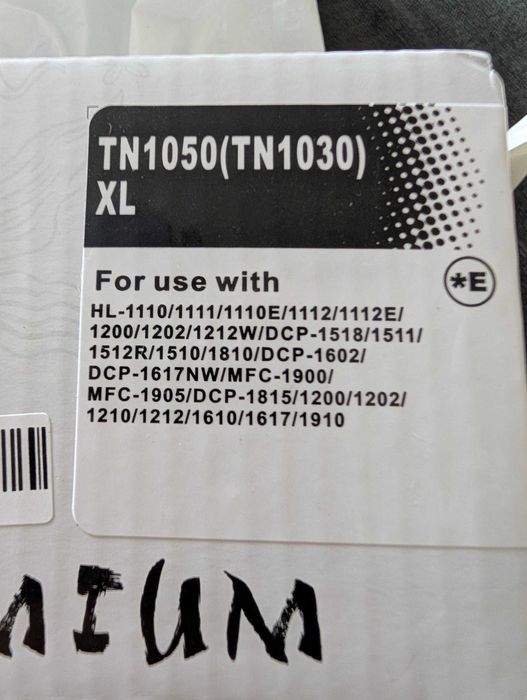 TN1050(TN1030)
XL
For use with
*E
HL-1110/1111/1110E/1112/1112E/
1200/1202/1212W/DCP-1518/1511/
1512R/1510/1810/DCP-1602/
DCP-1617NW/MFC-1900/
MFC-1905/DCP-1815/1200/1202/
1210/1212/1610/1617/1910
MIUM